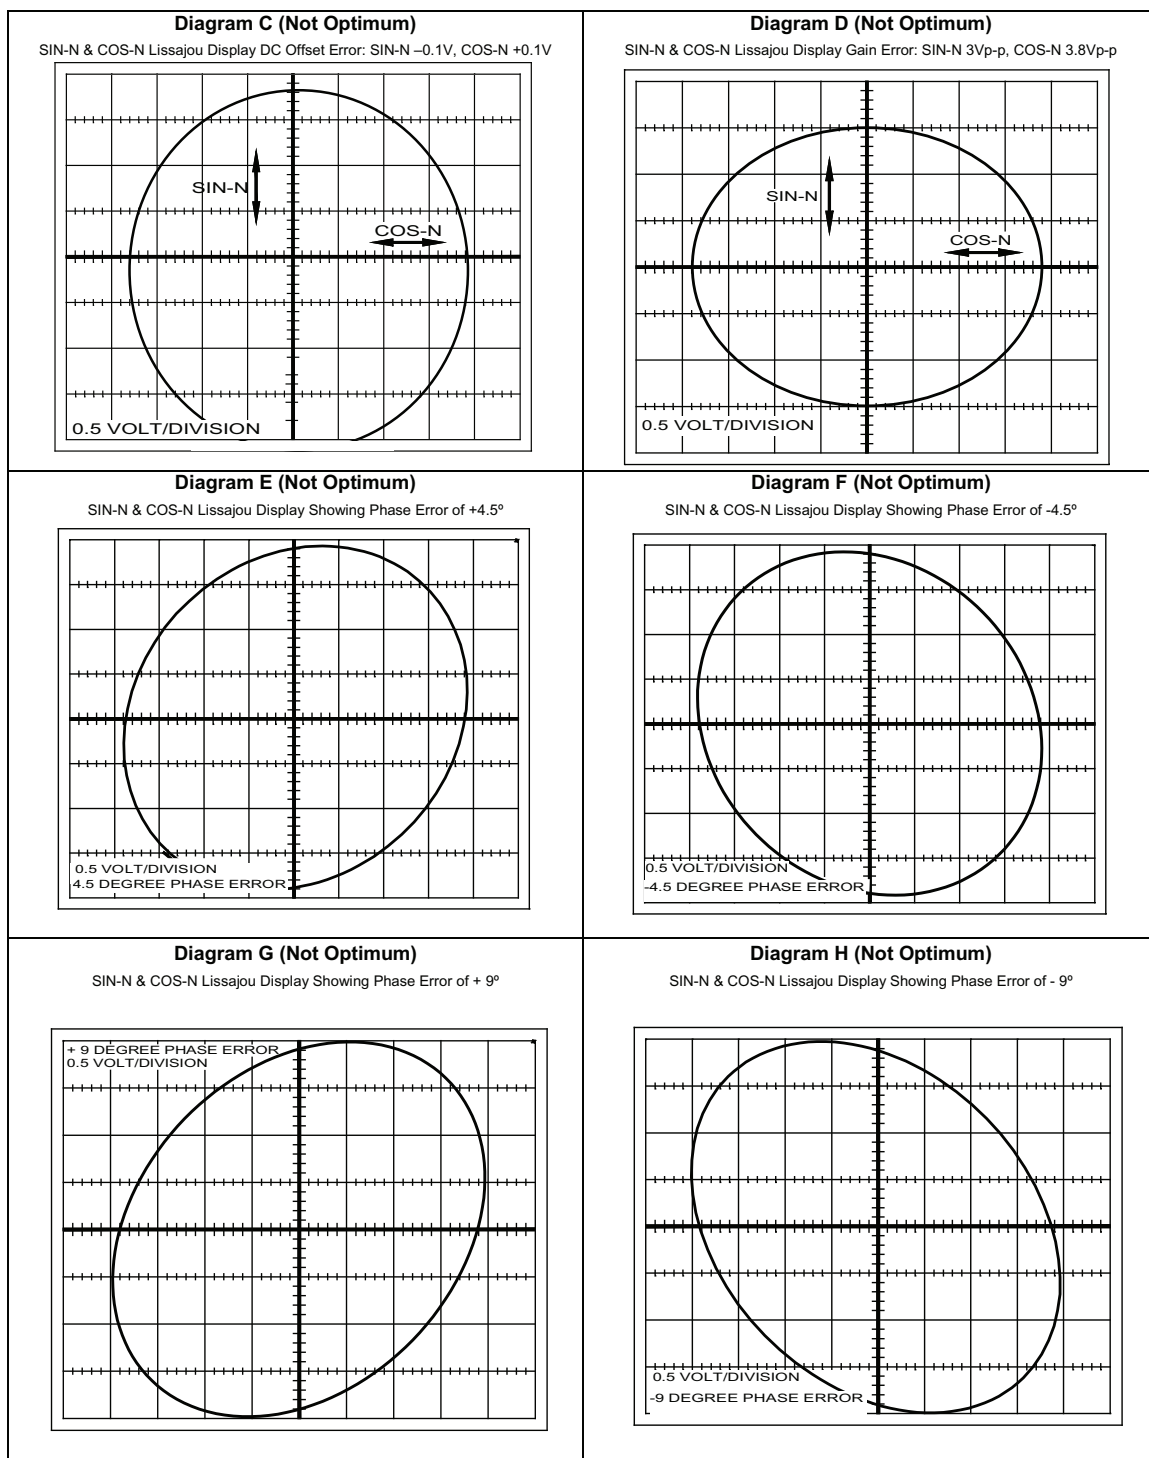 Diagram C (Not Optimum)
SIN-N & COS-N Lissajou Display DC Offset Error: SIN-N –0.1V, COS-N +0.1V
SIN-N
COS-N
0.5 VOLT/DIVISION
Diagram D (Not Optimum)
SIN-N & COS-N Lissajou Display Gain Error: SIN-N 3Vp-p, COS-N 3.8Vp-p
SIN-N
COS-N
0.5 VOLT/DIVISION
Diagram E (Not Optimum)
SIN-N & COS-N Lissajou Display Showing Phase Error of +4.5º
0.5 VOLT/DIVISION
4.5 DEGREE PHASE ERROR
Diagram F (Not Optimum)
SIN-N & COS-N Lissajou Display Showing Phase Error of -4.5º
0.5 VOLT/DIVISION
-4.5 DEGREE PHASE ERROR
Diagram G (Not Optimum)
SIN-N & COS-N Lissajou Display Showing Phase Error of + 9º
+ 9 DEGREE PHASE ERROR
0.5 VOLT/DIVISION
Diagram H (Not Optimum)
SIN-N & COS-N Lissajou Display Showing Phase Error of - 9º
0.5 VOLT/DIVISION
-9 DEGREE PHASE ERROR